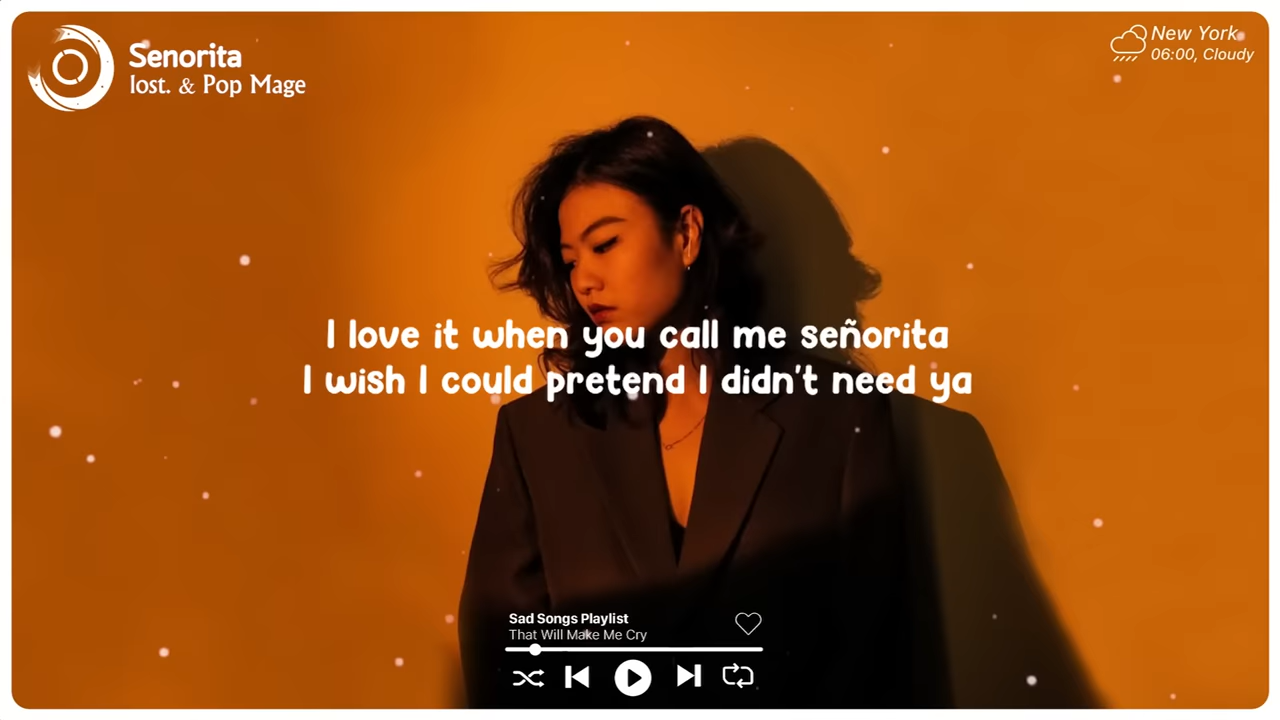 Senorita
lost. & Pop Mage
New York
06:00, Cloudy
I love it when you call me señorita
I wish I could pretend I didn't need ya
Sad Songs Playlist
That Will Make Me Cry